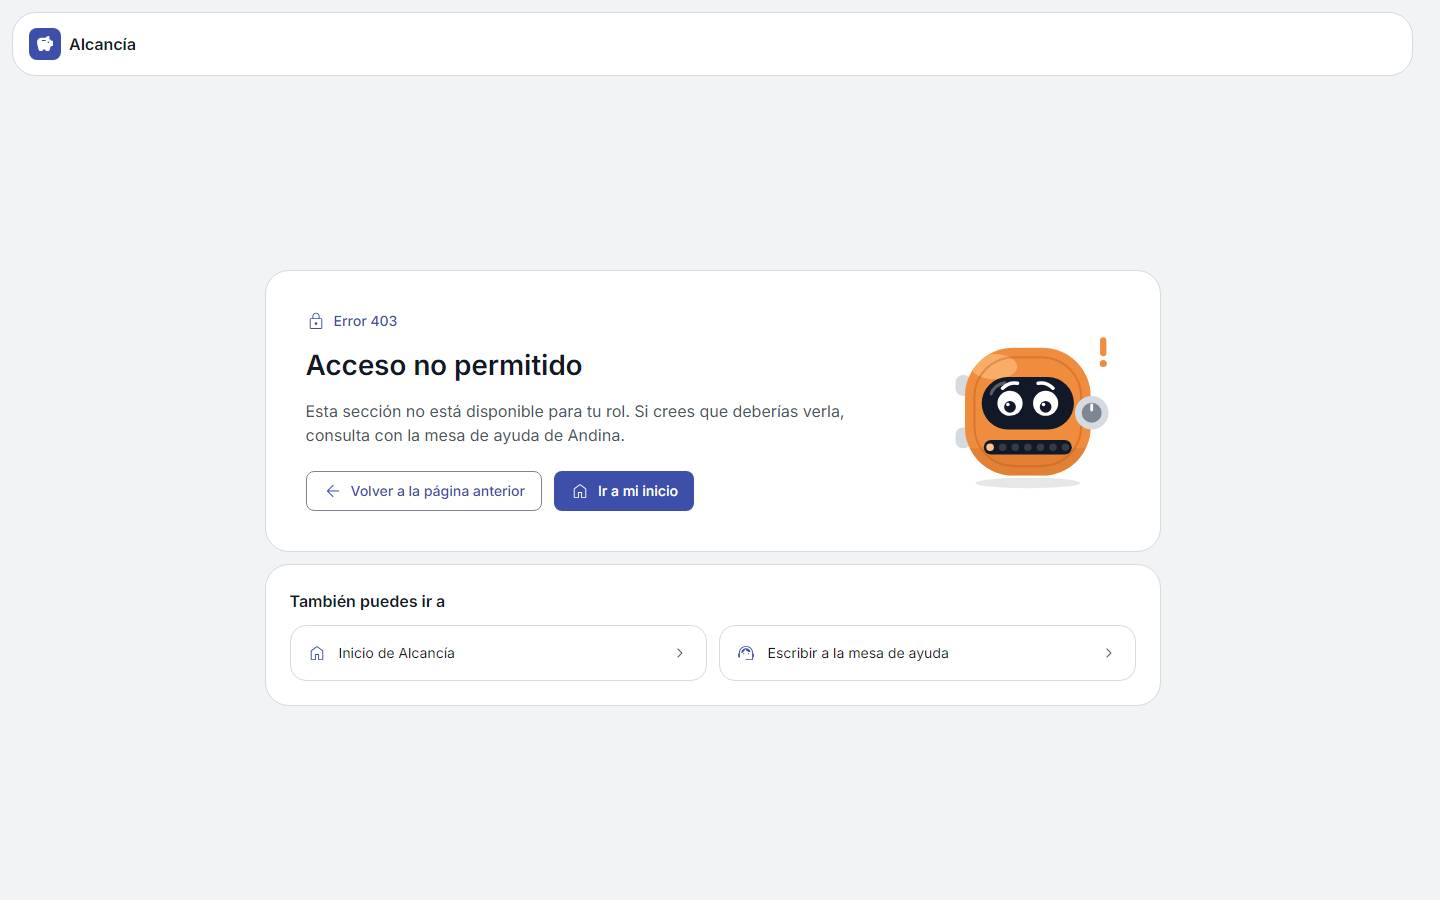 Alcancía
Error 403
Acceso no permitido
Esta sección no está disponible para tu rol. Si crees que deberías verla,
consulta con la mesa de ayuda de Andina.
Volver a la página anterior
Ir a mi inicio
También puedes ir a
Inicio de Alcancía
Escribir a la mesa de ayuda